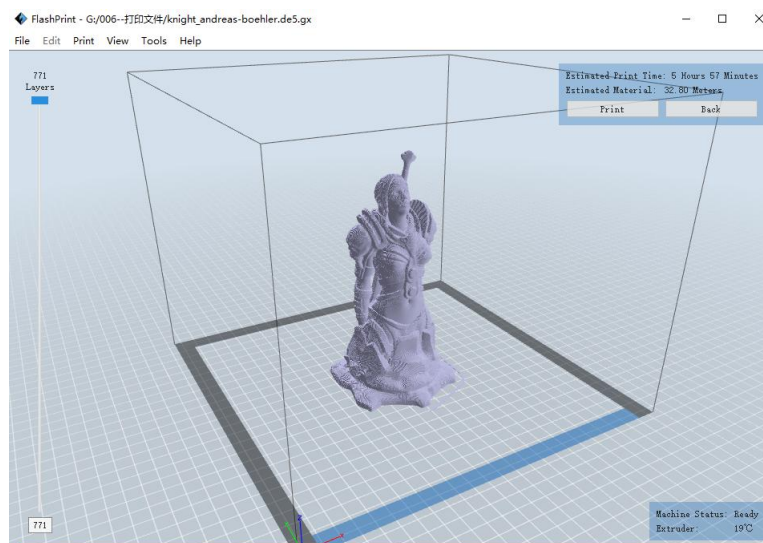 FlashPrint - G:/006--打印文件/knight_andreas-boehler.de5.gx
File Edit Print View Tools Help
771
Layers
Estimated Print Time: 5 Hours 57 Minutes
Estimated Material: 32.80 Meters
Print Back
771
Machine Status: Ready
Extruder: 19℃